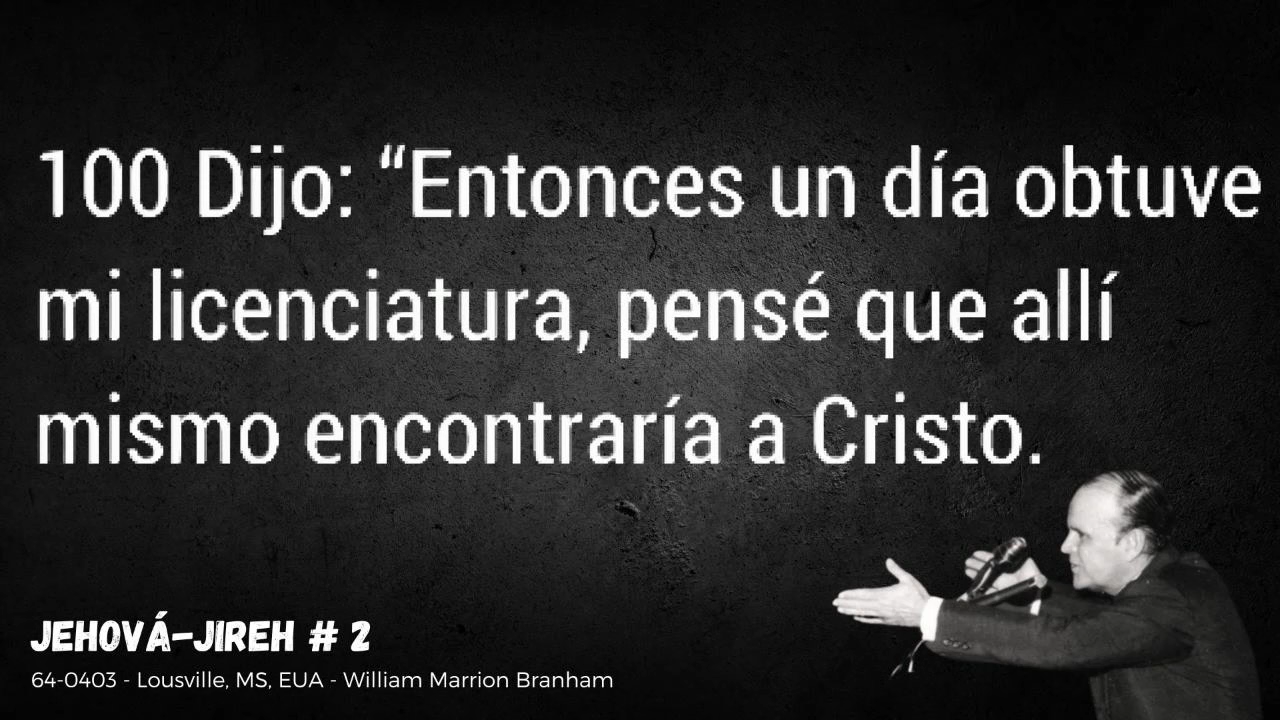 100 Dijo: “Entonces un día obtuve
mi licenciatura, pensé que allí
mismo encontraría a Cristo.
JEHOVÁ-JIREH # 2
64-0403 - Lousville, MS, EUA - William Marrion Branham